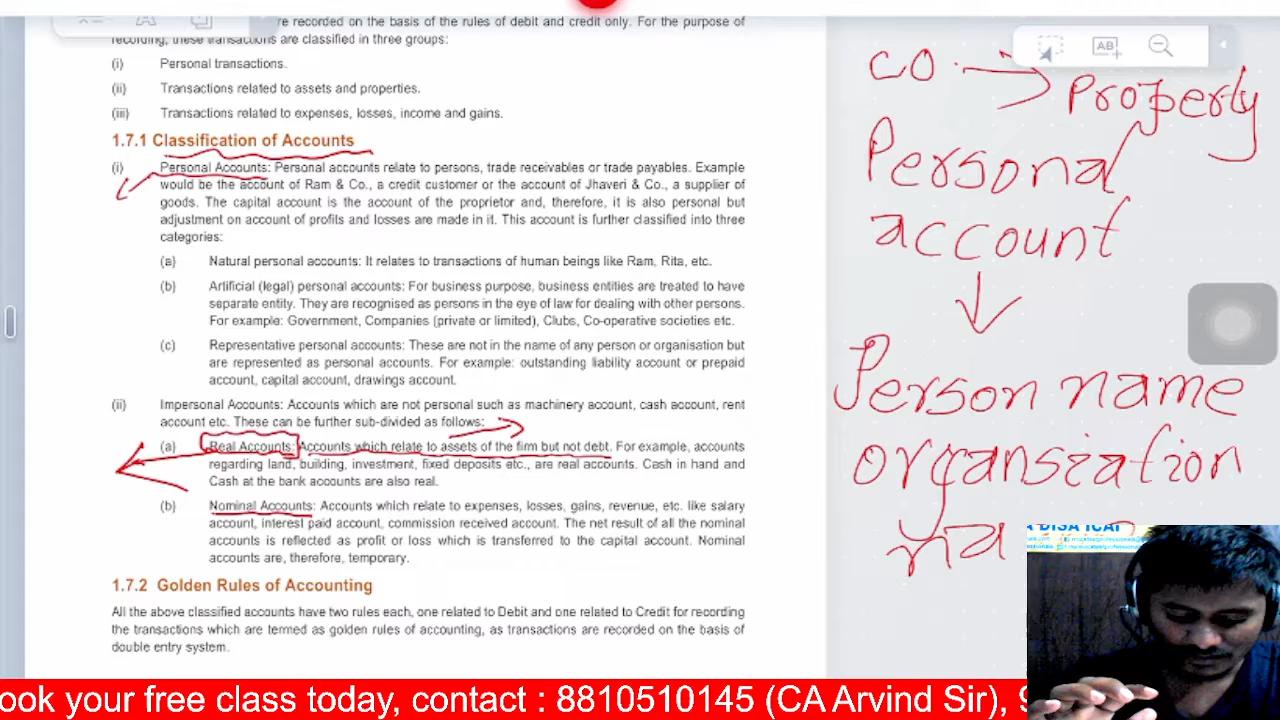 re recorded on the basis of the rules of debit and credit only. For the purpose of
recording, these transactions are classified in three groups:
(i) Personal transactions.
(ii) Transactions related to assets and properties.
(iii) Transactions related to expenses, losses, income and gains.
1.7.1 Classification of Accounts
(i) Personal Accounts: Personal accounts relate to persons, trade receivables or trade payables. Example
would be the account of Ram & Co., a credit customer or the account of Jhaveri & Co., a supplier of
goods. The capital account is the account of the proprietor and, therefore, it is also personal but
adjustment on account of profits and losses are made in it. This account is further classified into three
categories:
(a) Natural personal accounts: It relates to transactions of human beings like Ram, Rita, etc.
(b) Artificial (legal) personal accounts: For business purpose, business entities are treated to have
separate entity. They are recognised as persons in the eye of law for dealing with other persons.
For example: Government, Companies (private or limited), Clubs, Co-operative societies etc.
(c) Representative personal accounts: These are not in the name of any person or organisation but
are represented as personal accounts. For example: outstanding liability account or prepaid
account, capital account, drawings account.
(ii) Impersonal Accounts: Accounts which are not personal such as machinery account, cash account, rent
account etc. These can be further sub-divided as follows:
(a) Real Accounts: Accounts which relate to assets of the firm but not debt. For example, accounts
regarding land, building, investment, fixed deposits etc., are real accounts. Cash in hand and
Cash at the bank accounts are also real.
(b) Nominal Accounts: Accounts which relate to expenses, losses, gains, revenue, etc. like salary
account, interest paid account, commission received account. The net result of all the nominal
accounts is reflected as profit or loss which is transferred to the capital account. Nominal
accounts are, therefore, temporary.
1.7.2 Golden Rules of Accounting
All the above classified accounts have two rules each, one related to Debit and one related to Credit for recording
the transactions which are termed as golden rules of accounting, as transactions are recorded on the basis of
double entry system.
AB
co → Property
Personal
account
Person name
organsiation
na
A DISA ICAI
ook your free class today, contact : 8810510145 (CA Arvind Sir), 9